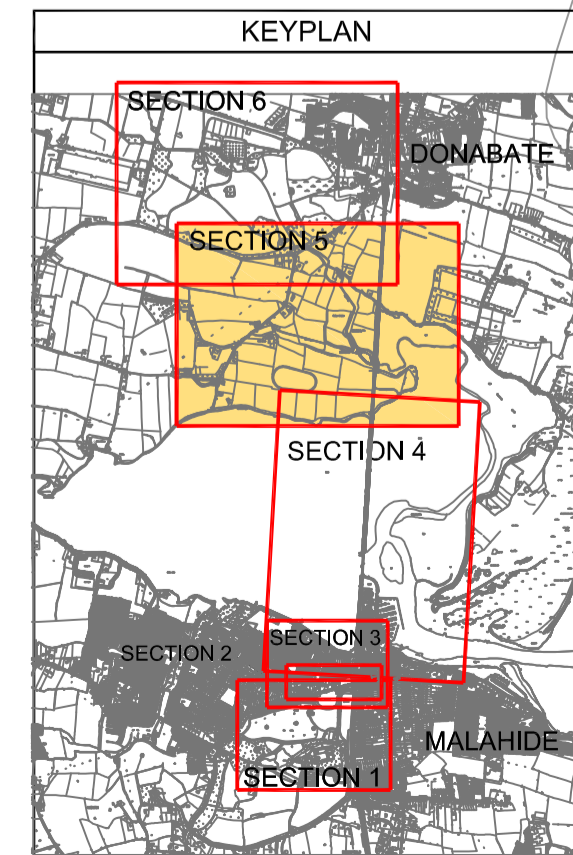 KEYPLAN
SECTION 6
DONABATE
SECTION 5
SECTION 4
SECTION 3
SECTION 2
MALAHIDE
SECTION 1